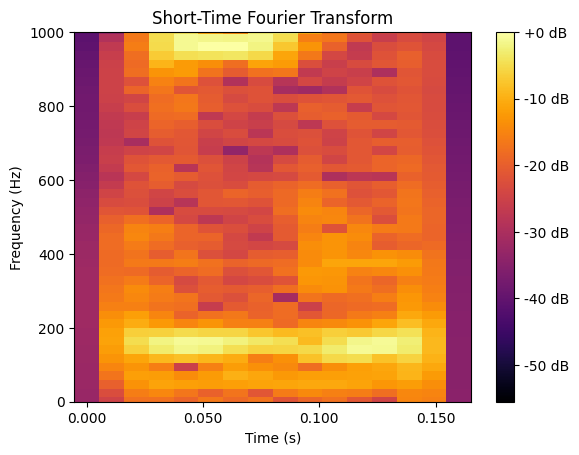 Short-Time Fourier Transform
1000
800
600
400
200
0
Frequency (Hz)
0.000
0.050
0.100
0.150
Time (s)
+0 dB
-10 dB
-20 dB
-30 dB
-40 dB
-50 dB